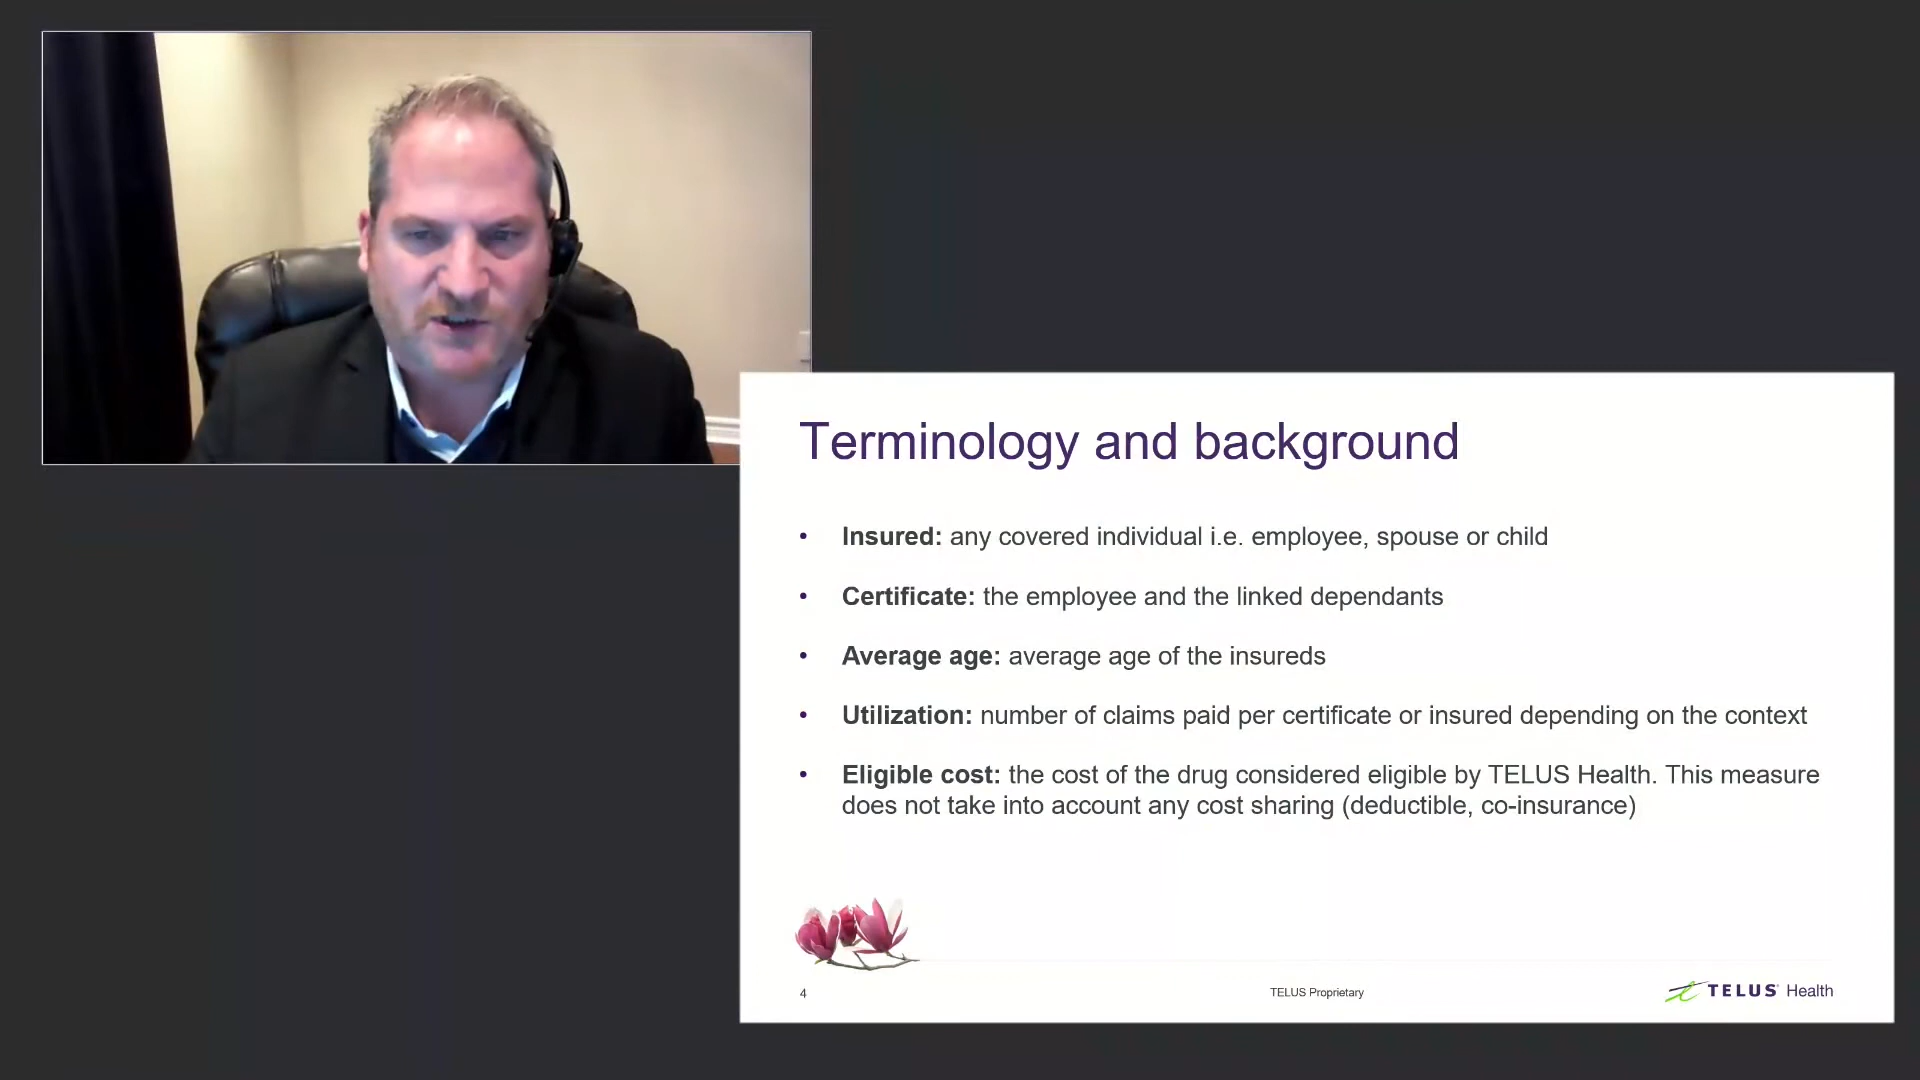 Terminology and background
• Insured: any covered individual i.e. employee, spouse or child
• Certificate: the employee and the linked dependants
• Average age: average age of the insureds
• Utilization: number of claims paid per certificate or insured depending on the context
• Eligible cost: the cost of the drug considered eligible by TELUS Health. This measure
does not take into account any cost sharing (deductible, co-insurance)
4
TELUS Proprietary
TELUS Health